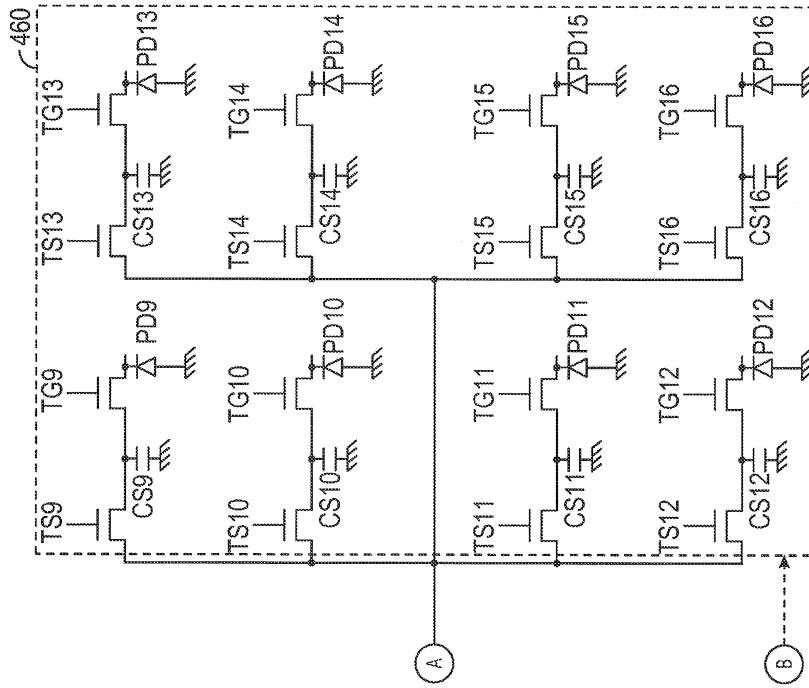 460
TS9
TG9
TS13
TG13
CS9
PD9
CS13
PD13
TS10
TG10
TS14
TG14
CS10
PD10
CS14
PD14
TS11
TG11
TS15
TG15
CS11
PD11
CS15
PD15
TS12
TG12
TS16
TG16
CS12
PD12
CS16
PD16
A
B